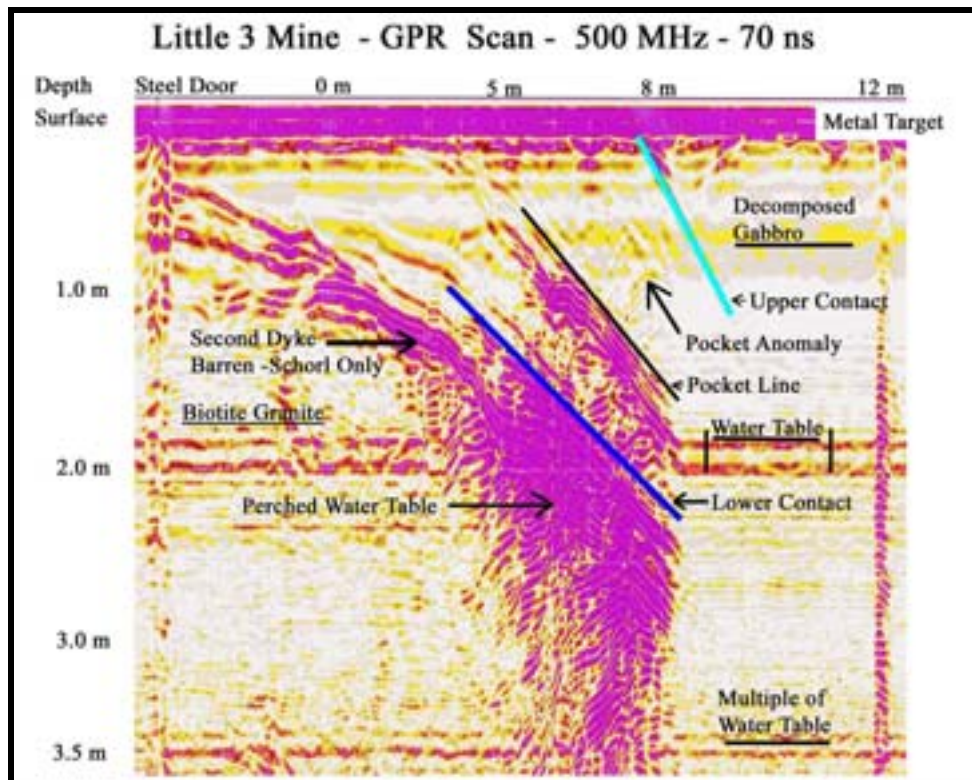 Little 3 Mine - GPR Scan - 500 MHz - 70 ns
Depth Steel Door 0 m 5 m 8 m 12 m
Surface
Metal Target
Decomposed
Gabbro
1.0 m
Upper Contact
Second Dyke
Barren -Schorl Only
Pocket Anomaly
Pocket Line
Biotite Granite
Water Table
2.0 m
Perched Water Table
Lower Contact
3.0 m
Multiple of
Water Table
3.5 m